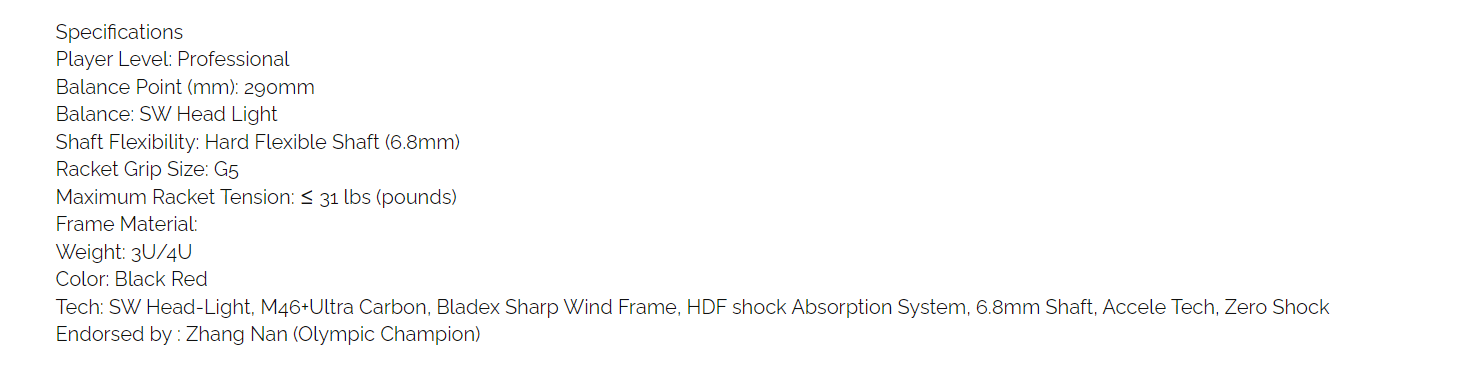 Specifications
Player Level: Professional
Balance Point (mm): 290mm
Balance: SW Head Light
Shaft Flexibility: Hard Flexible Shaft (6.8mm)
Racket Grip Size: G5
Maximum Racket Tension: ≤ 31 lbs (pounds)
Frame Material:
Weight: 3U/4U
Color: Black Red
Tech: SW Head-Light, M46+Ultra Carbon, Bladex Sharp Wind Frame, HDF shock Absorption System, 6.8mm Shaft, Accele Tech, Zero Shock
Endorsed by : Zhang Nan (Olympic Champion)